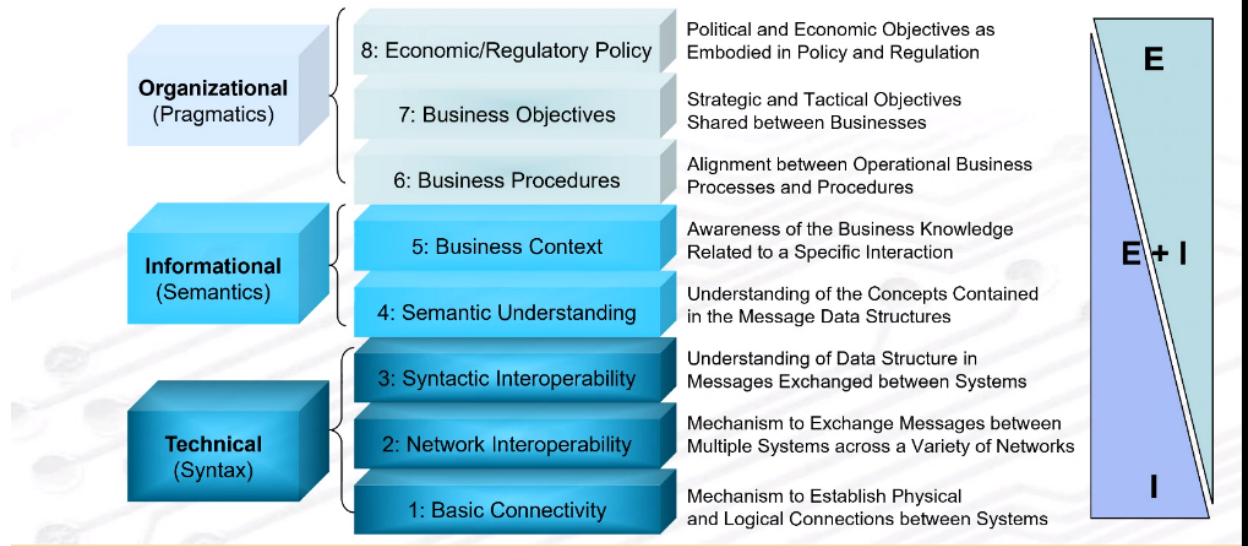 Organizational
(Pragmatics)
8: Economic/Regulatory Policy
Political and Economic Objectives as
Embodied in Policy and Regulation
7: Business Objectives
Strategic and Tactical Objectives
Shared between Businesses
6: Business Procedures
Alignment between Operational Business
Processes and Procedures
Informational
(Semantics)
5: Business Context
Awareness of the Business Knowledge
Related to a Specific Interaction
4: Semantic Understanding
Understanding of the Concepts Contained
in the Message Data Structures
Technical
(Syntax)
3: Syntactic Interoperability
Understanding of Data Structure in
Messages Exchanged between Systems
2: Network Interoperability
Mechanism to Exchange Messages between
Multiple Systems across a Variety of Networks
1: Basic Connectivity
Mechanism to Establish Physical
and Logical Connections between Systems
E
E + I
I